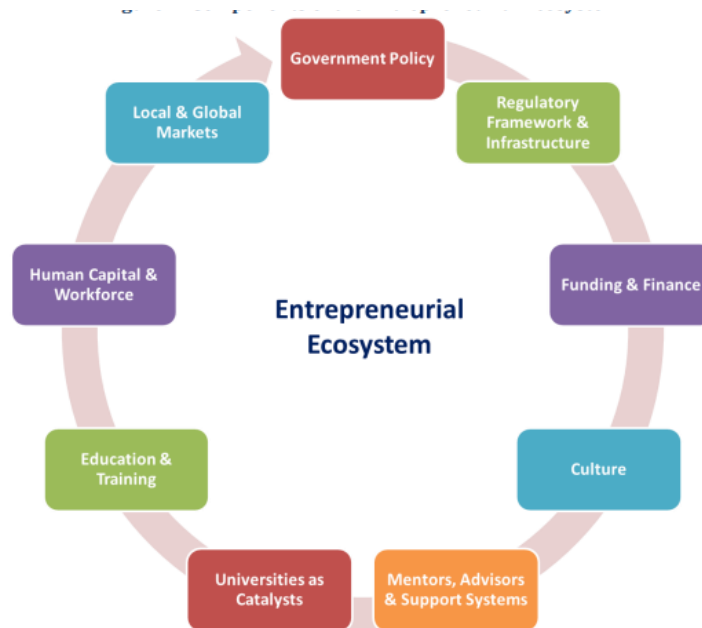 Government Policy
Regulatory
Framework &
Infrastructure
Funding & Finance
Culture
Mentors, Advisors
& Support Systems
Universities as
Catalysts
Education &
Training
Human Capital &
Workforce
Local & Global
Markets
Entrepreneurial
Ecosystem